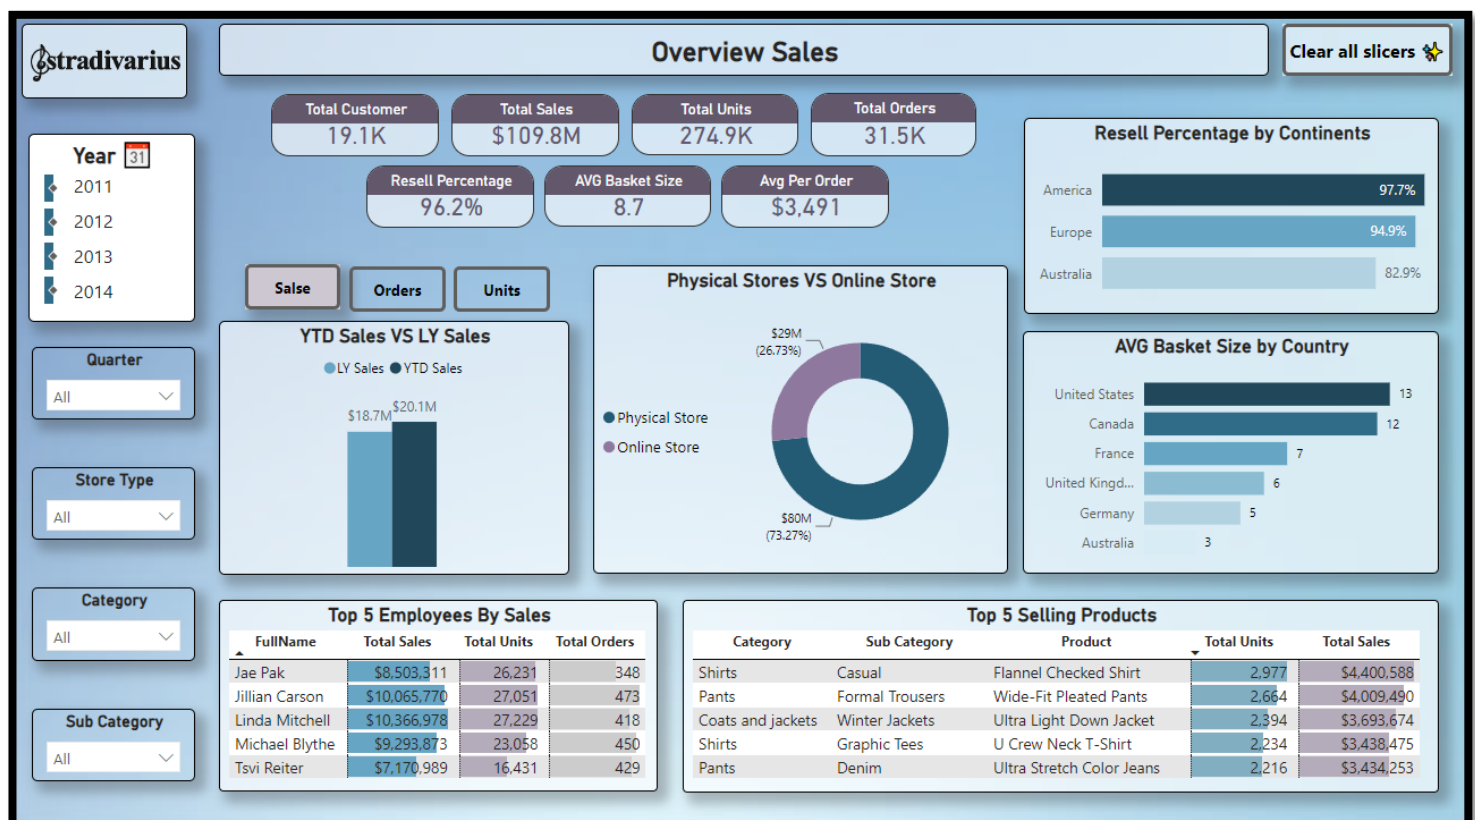 stradivarius
Overview Sales
Clear all slicers
Total Customer
19.1K
Total Sales
$109.8M
Total Units
274.9K
Total Orders
31.5K
Resell Percentage
96.2%
AVG Basket Size
8.7
Avg Per Order
$3,491
Year 31
2011
2012
2013
2014
Quarter
All
Store Type
All
Category
All
Sub Category
All
Salse
Orders
Units
YTD Sales VS LY Sales
LY Sales YTD Sales
$18.7M
$20.1M
Physical Stores VS Online Store
$29M
(26.73%)
Physical Store
Online Store
$80M
(73.27%)
Resell Percentage by Continents
America 97.7%
Europe 94.9%
Australia 82.9%
AVG Basket Size by Country
United States 13
Canada 12
France 7
United Kingd... 6
Germany 5
Australia 3
Top 5 Employees By Sales
FullName Total Sales Total Units Total Orders
Jae Pak $8,503,311 26,231 348
Jillian Carson $10,065,770 27,051 473
Linda Mitchell $10,366,978 27,229 418
Michael Blythe $9,293,873 23,058 450
Tsvi Reiter $7,170,989 16,431 429
Top 5 Selling Products
Category Sub Category Product Total Units Total Sales
Shirts Casual Flannel Checked Shirt 2,977 $4,400,588
Pants Formal Trousers Wide-Fit Pleated Pants 2,664 $4,009,490
Coats and jackets Winter Jackets Ultra Light Down Jacket 2,394 $3,693,674
Shirts Graphic Tees U Crew Neck T-Shirt 2,234 $3,438,475
Pants Denim Ultra Stretch Color Jeans 2,216 $3,434,253